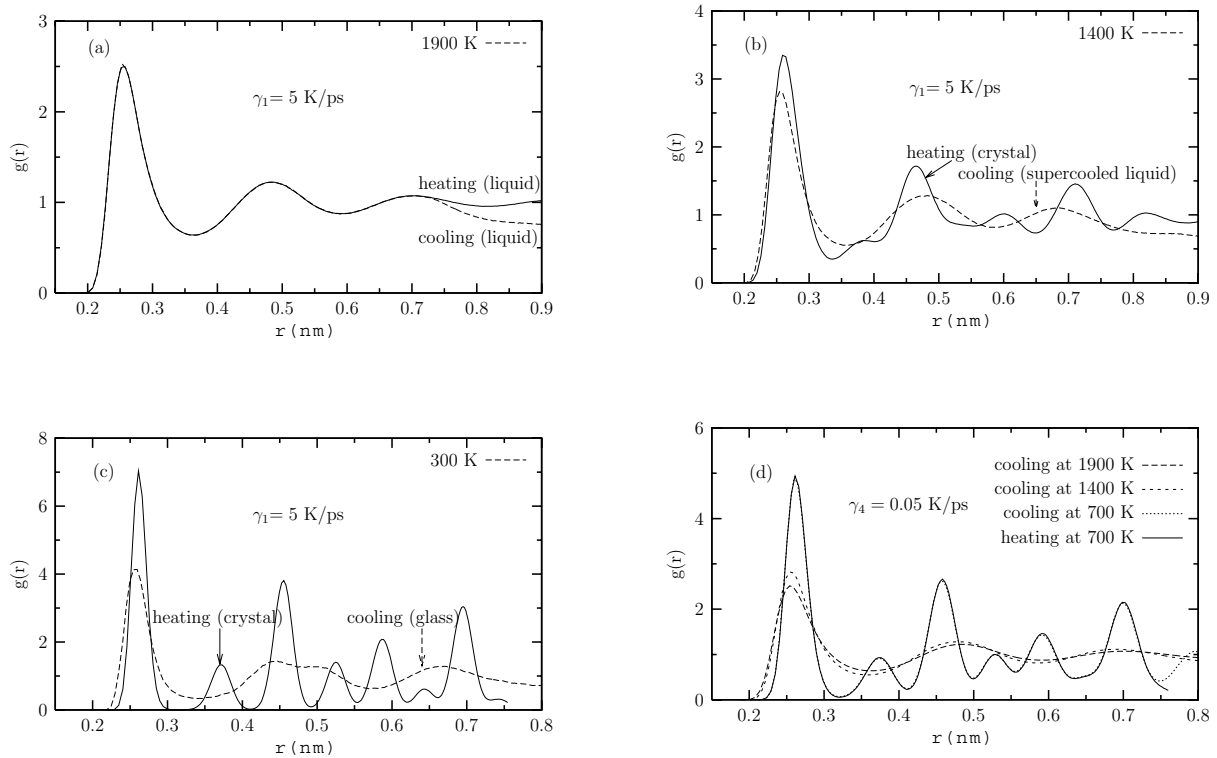 (a)
1900 K
γ₁= 5 K/ps
heating (liquid)
cooling (liquid)
g(r)
3
2
1
0
0.2 0.3 0.4 0.5 0.6 0.7 0.8 0.9
r(nm)
(b)
1400 K
γ₁= 5 K/ps
heating (crystal)
cooling (supercooled liquid)
g(r)
4
3
2
1
0
0.2 0.3 0.4 0.5 0.6 0.7 0.8 0.9
r(nm)
(c)
300 K
γ₁= 5 K/ps
heating (crystal)
cooling (glass)
g(r)
8
6
4
2
0
0.2 0.3 0.4 0.5 0.6 0.7 0.8
r(nm)
(d)
cooling at 1900 K
cooling at 1400 K
cooling at 700 K
heating at 700 K
γ₄ = 0.05 K/ps
g(r)
6
4
2
0
0.2 0.3 0.4 0.5 0.6 0.7 0.8
r(nm)